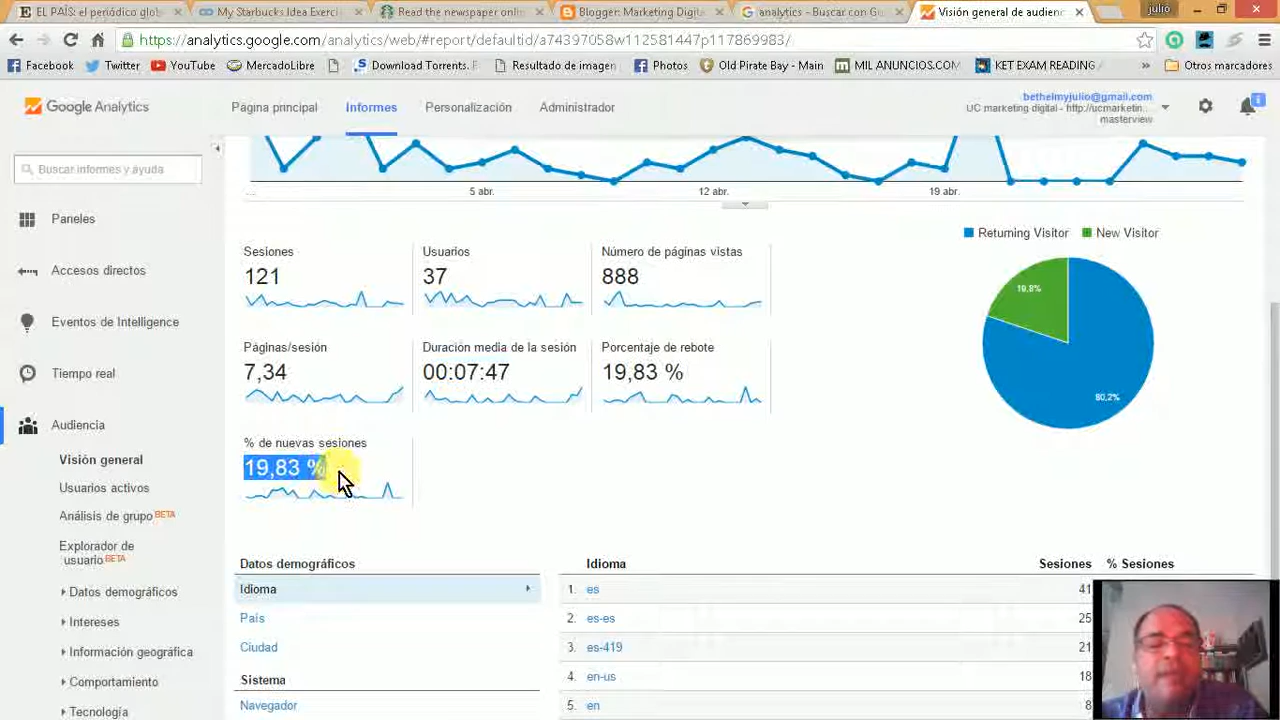 EL PAÍS: el periódico glob
My Starbucks Idea Exerci
Read the newspaper onlin
Blogger: Marketing Digita
analytics - Buscar con Go
Visión general de audienc
julio
https://analytics.google.com/analytics/web/#report/defaultid/a74397058w112581447p117869983/
Facebook
Twitter
YouTube
MercadoLibre
Download Torrents. F
Resultado de imagen
Photos
Old Pirate Bay - Main
MIL ANUNCIOS.COM
KET EXAM READING /
»
Otros marcadores
Google Analytics
Página principal
Informes
Personalización
Administrador
bethelmyjulio@gmail.com
UC marketing digital - http://ucmarketin...
masterview
Buscar informes y ayuda
Paneles
Accesos directos
Eventos de Intelligence
Tiempo real
Audiencia
Visión general
Usuarios activos
Análisis de grupo BETA
Explorador de
usuario BETA
Datos demográficos
Intereses
Información geográfica
Comportamiento
Tecnología
...
5 abr.
12 abr.
19 abr.
Sesiones
121
Usuarios
37
Número de páginas vistas
888
Páginas/sesión
7,34
Duración media de la sesión
00:07:47
Porcentaje de rebote
19,83 %
% de nuevas sesiones
19,83 %
Returning Visitor
New Visitor
19,8%
80,2%
Datos demográficos
Idioma
País
Ciudad
Sistema
Navegador
Idioma Sesiones % Sesiones
1. es 41
2. es-es 25
3. es-419 21
4. en-us 18
5. en 8